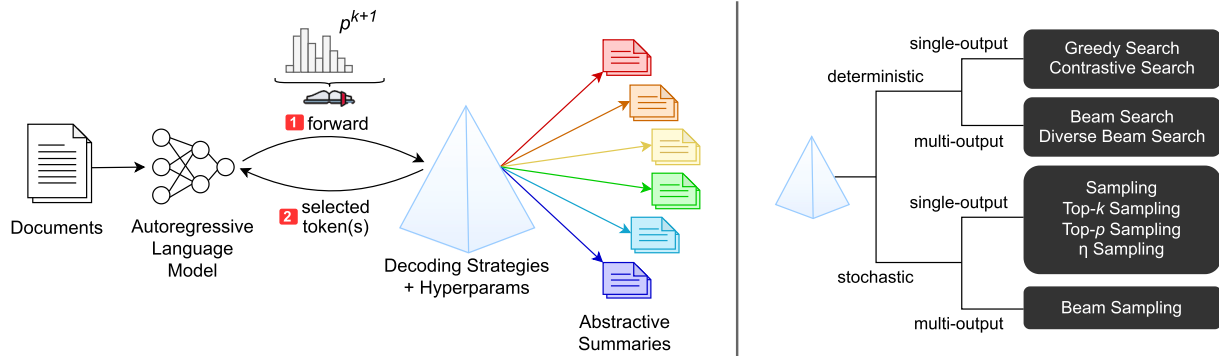 p^{k+1}
1 forward
2 selected
token(s)
Documents
Autoregressive
Language
Model
Decoding Strategies
+ Hyperparams
Abstractive
Summaries
deterministic
single-output
Greedy Search
Contrastive Search
multi-output
Beam Search
Diverse Beam Search
stochastic
single-output
Sampling
Top-k Sampling
Top-p Sampling
η Sampling
multi-output
Beam Sampling